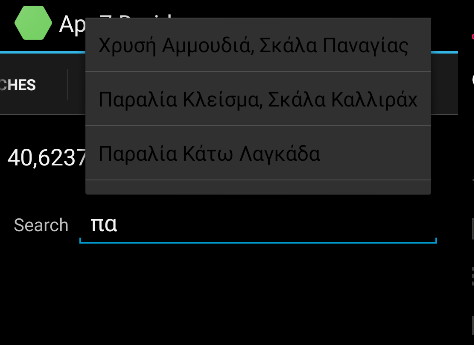 Χρυσή Αμμουδιά, Σκάλα Παναγίας
CHES
Παραλία Κλείσμα, Σκάλα Καλλιράχ
40,6237
Παραλία Κάτω Λαγκάδα
Search
πα